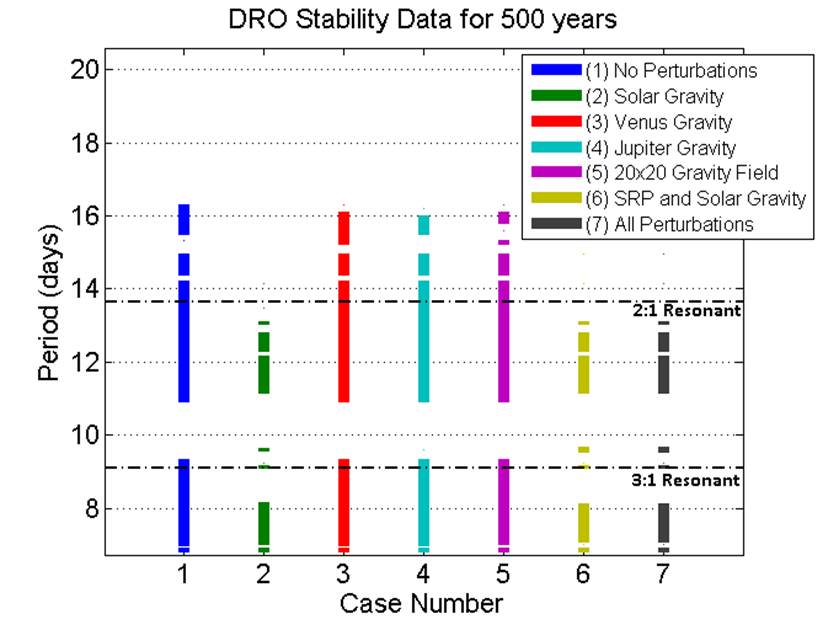 DRO Stability Data for 500 years
20
18
16
14
12
10
8
Period (days)
(1) No Perturbations
(2) Solar Gravity
(3) Venus Gravity
(4) Jupiter Gravity
(5) 20x20 Gravity Field
(6) SRP and Solar Gravity
(7) All Perturbations
2:1 Resonant
3:1 Resonant
1 2 3 4 5 6 7
Case Number